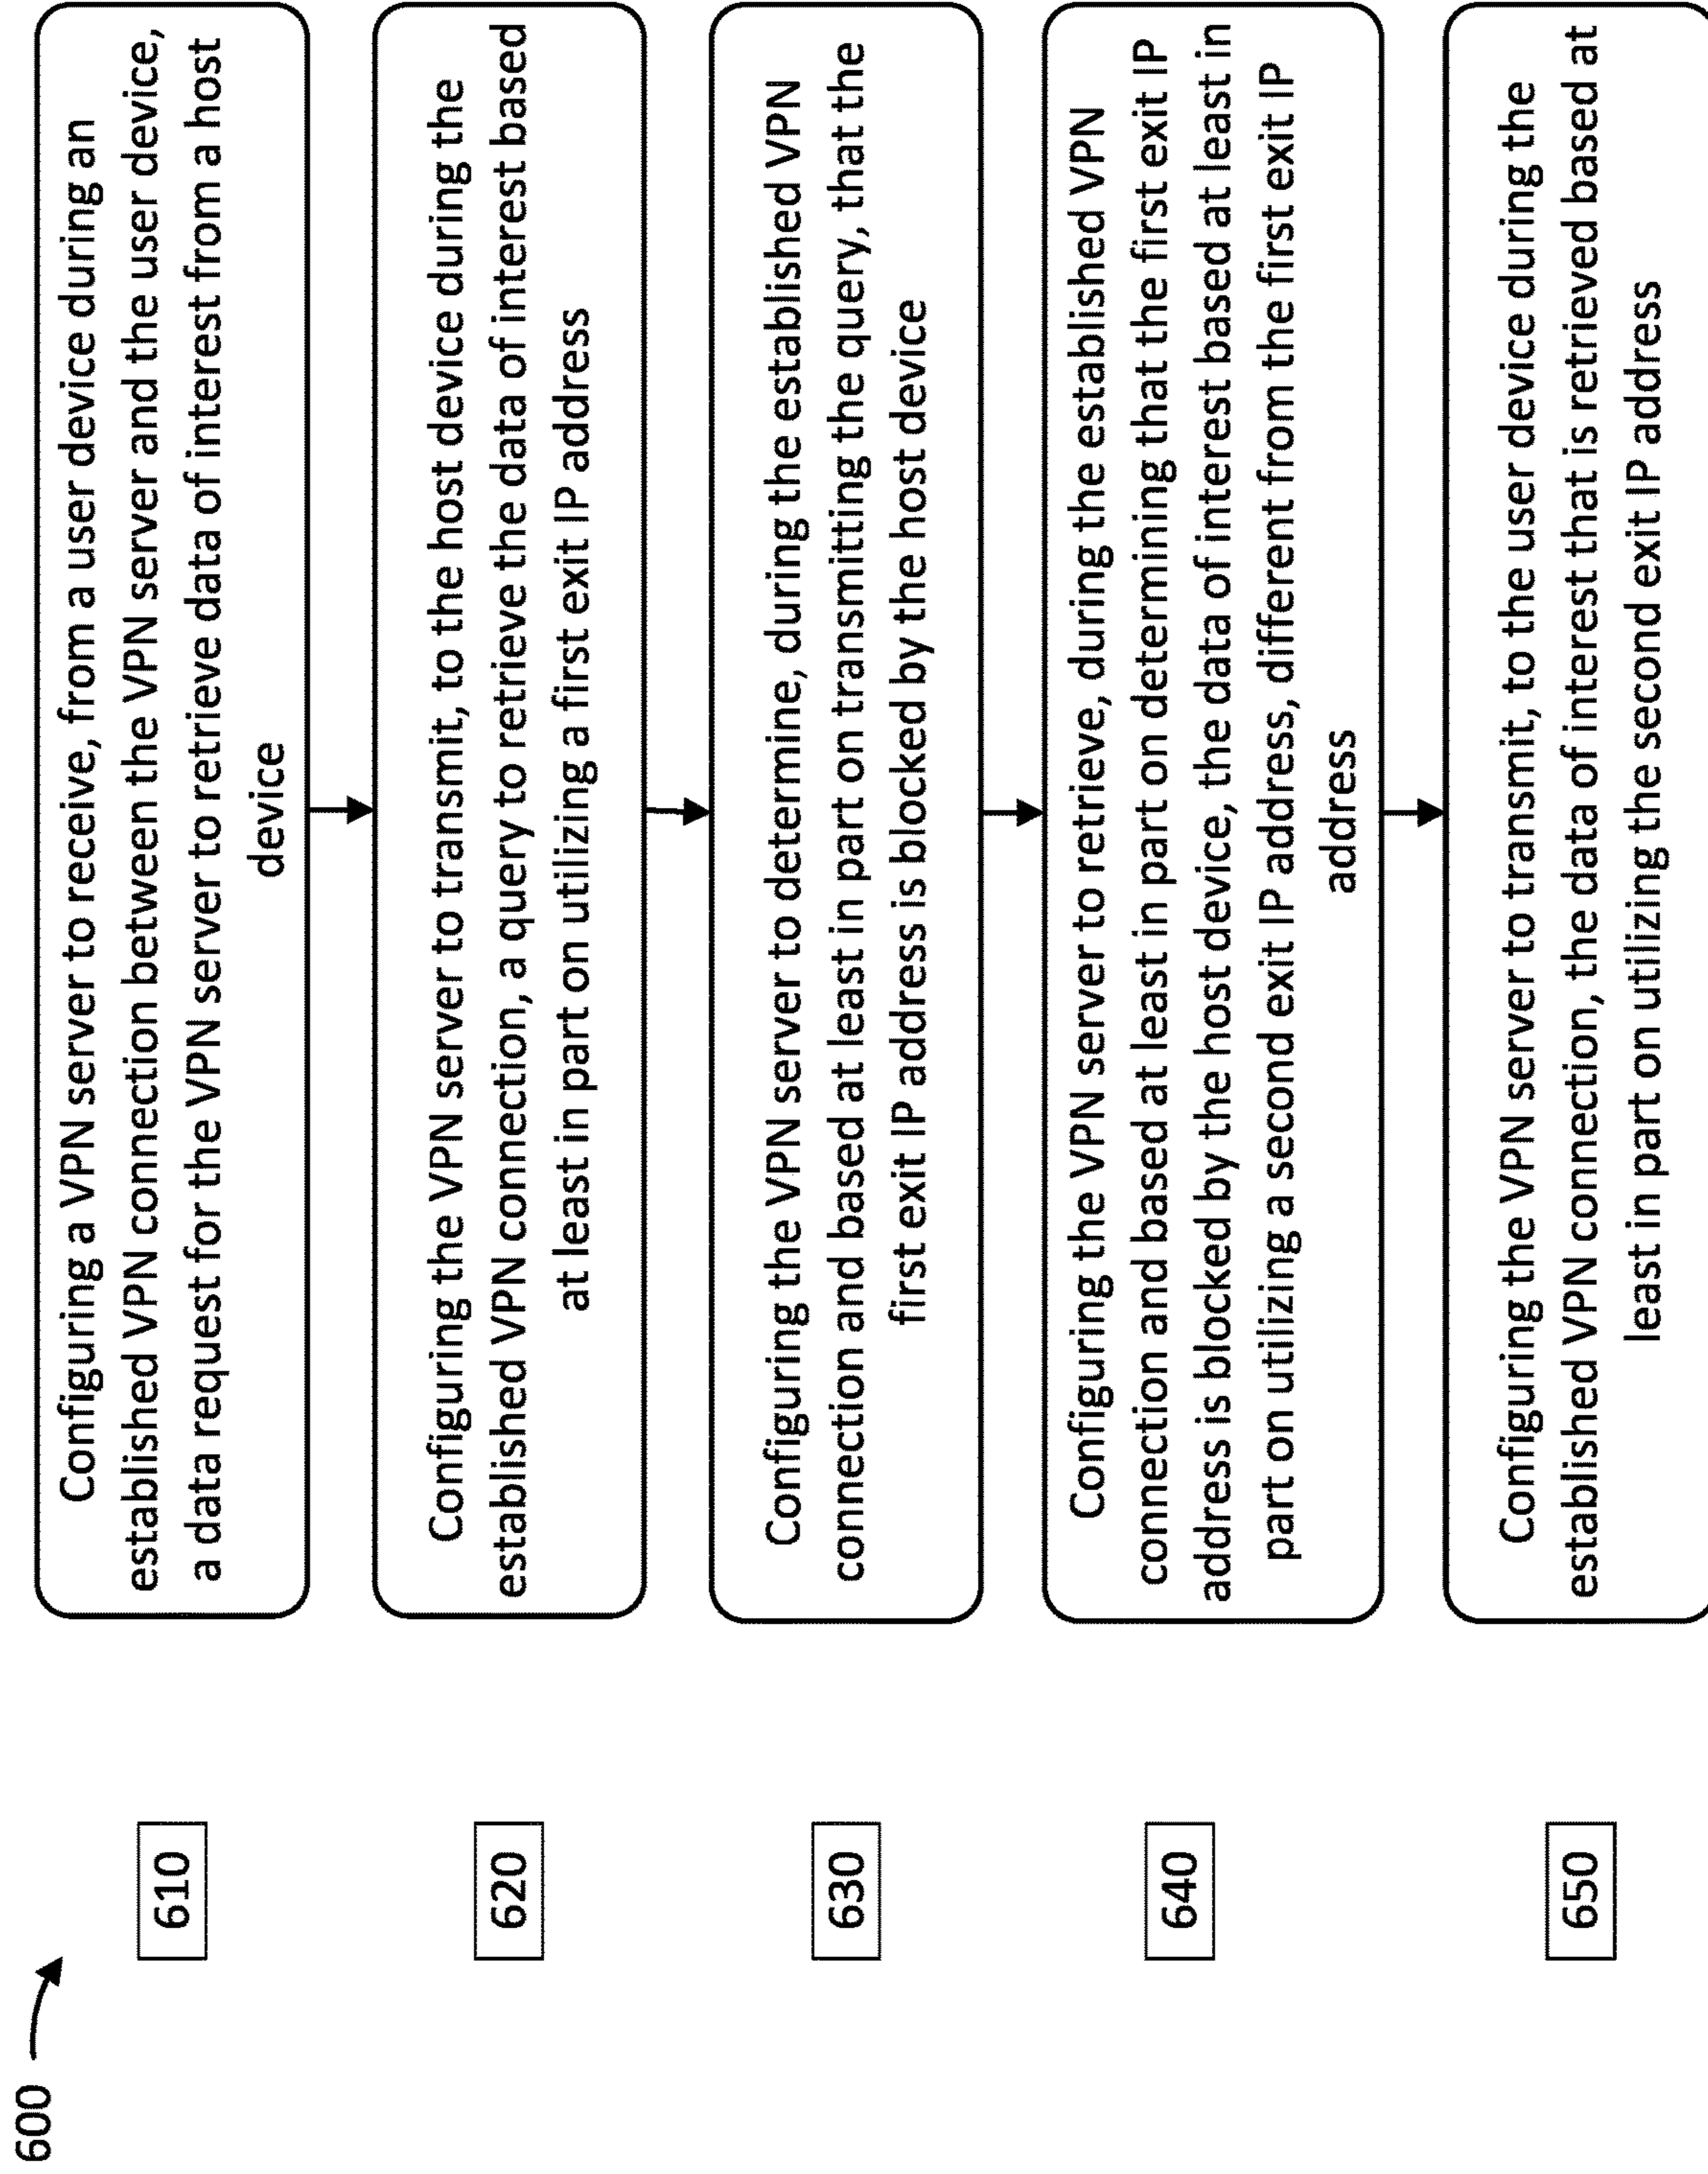 600
610
Configuring a VPN server to receive, from a user device during an
established VPN connection between the VPN server and the user device,
a data request for the VPN server to retrieve data of interest from a host
device
620
Configuring the VPN server to transmit, to the host device during the
established VPN connection, a query to retrieve the data of interest based
at least in part on utilizing a first exit IP address
630
Configuring the VPN server to determine, during the established VPN
connection and based at least in part on transmitting the query, that the
first exit IP address is blocked by the host device
640
Configuring the VPN server to retrieve, during the established VPN
connection and based at least in part on determining that the first exit IP
address is blocked by the host device, the data of interest based at least in
part on utilizing a second exit IP address, different from the first exit IP
address
650
Configuring the VPN server to transmit, to the user device during the
established VPN connection, the data of interest that is retrieved based at
least in part on utilizing the second exit IP address